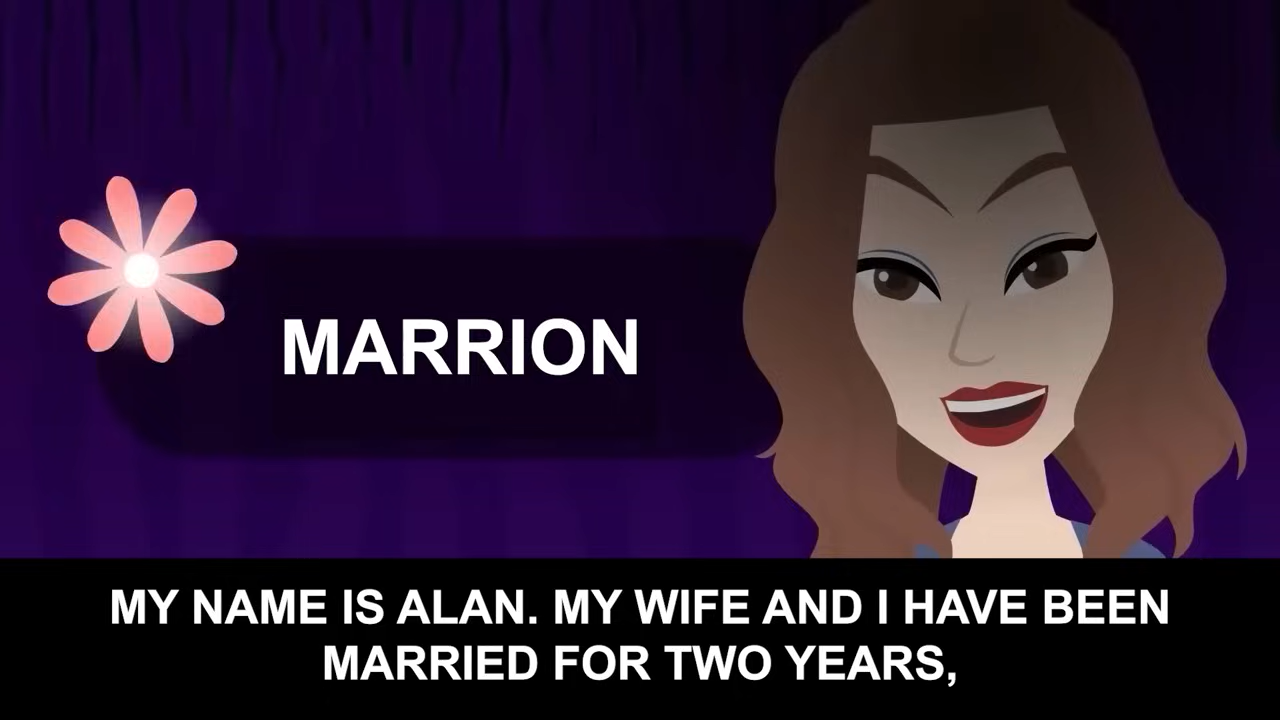 MARRION
MY NAME IS ALAN. MY WIFE AND I HAVE BEEN
MARRIED FOR TWO YEARS,